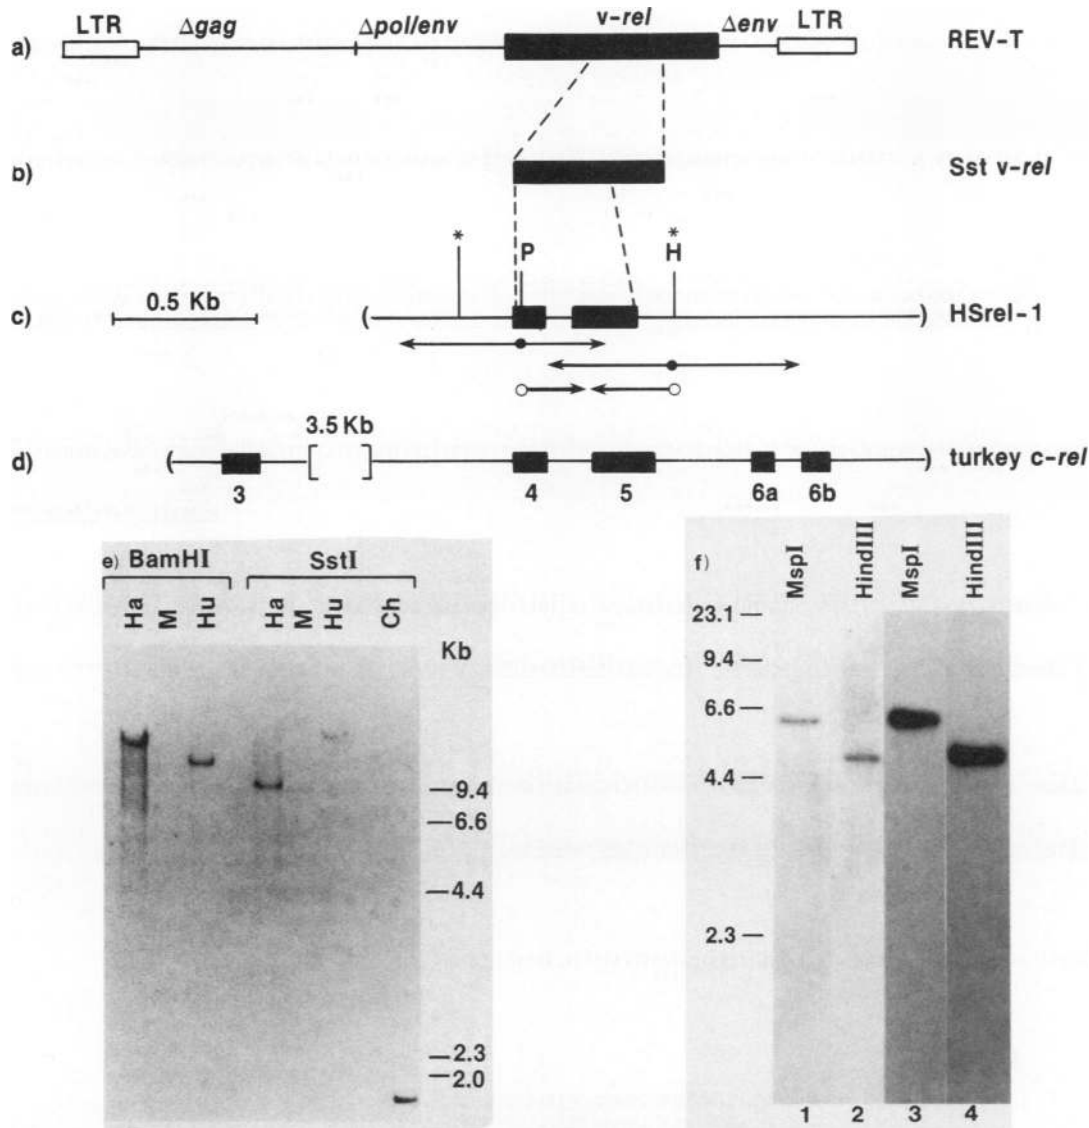 a) LTR Δgag Δpol/env v-rel Δenv LTR REV-T
b) Sst v-rel
* *
P H
c) 0.5 Kb HSrel-1
3.5 Kb
d) turkey c-rel
3 4 5 6a 6b
e) BamHI SstI
Ha M Hu Ha M Hu Ch
Kb
9.4
6.6
4.4
2.3
2.0
f) MspI HindIII MspI HindIII
23.1
9.4
6.6
4.4
2.3
1 2 3 4